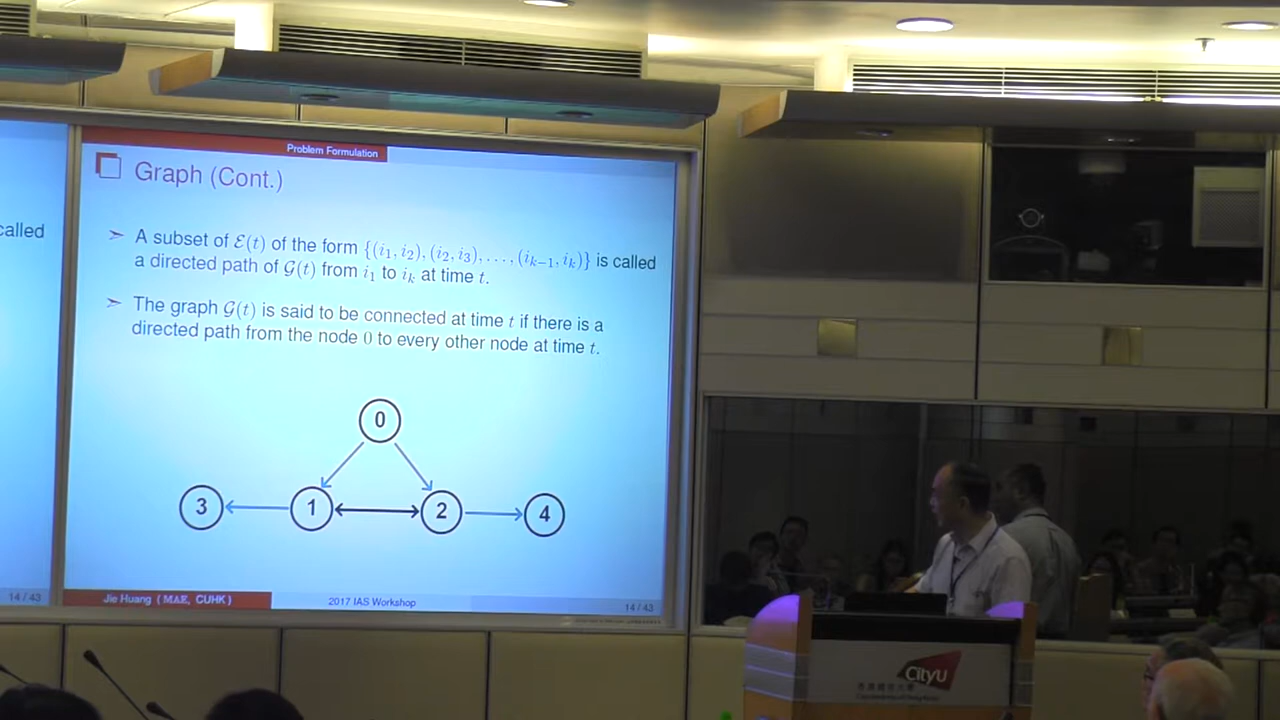 called
14 / 43
Problem Formulation
Graph (Cont.)
➣ A subset of ℰ(t) of the form {(i₁, i₂), (i₂, i₃), . . . , (iₖ₋₁, iₖ)} is called
a directed path of 𝒢(t) from i₁ to iₖ at time t.
➣ The graph 𝒢(t) is said to be connected at time t if there is a
directed path from the node 0 to every other node at time t.
0
3 1 2 4
Jie Huang ( MAE, CUHK )
2017 IAS Workshop
14 / 43
CityU